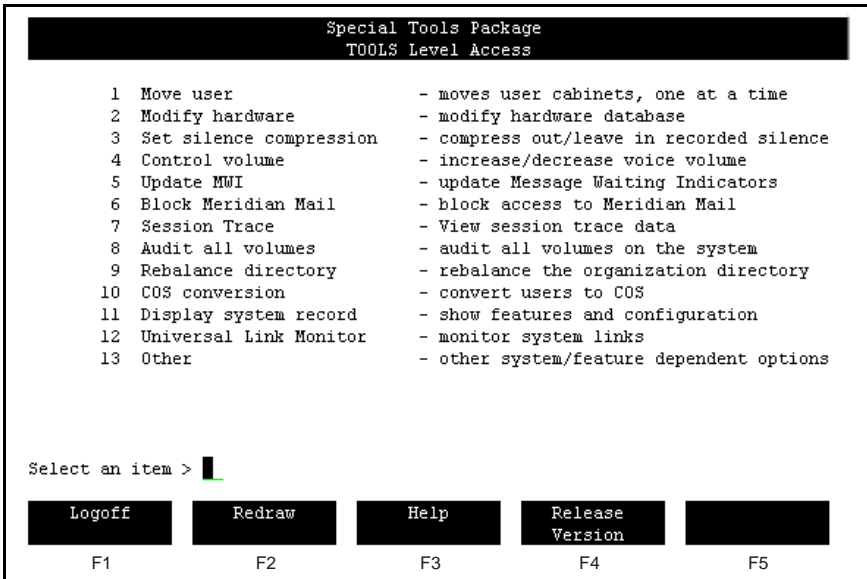 Special Tools Package
TOOLS Level Access
1 Move user - moves user cabinets, one at a time
2 Modify hardware - modify hardware database
3 Set silence compression - compress out/leave in recorded silence
4 Control volume - increase/decrease voice volume
5 Update MWI - update Message Waiting Indicators
6 Block Meridian Mail - block access to Meridian Mail
7 Session Trace - View session trace data
8 Audit all volumes - audit all volumes on the system
9 Rebalance directory - rebalance the organization directory
10 COS conversion - convert users to COS
11 Display system record - show features and configuration
12 Universal Link Monitor - monitor system links
13 Other - other system/feature dependent options
Select an item >
Logoff Redraw Help Release
Version
F1 F2 F3 F4 F5